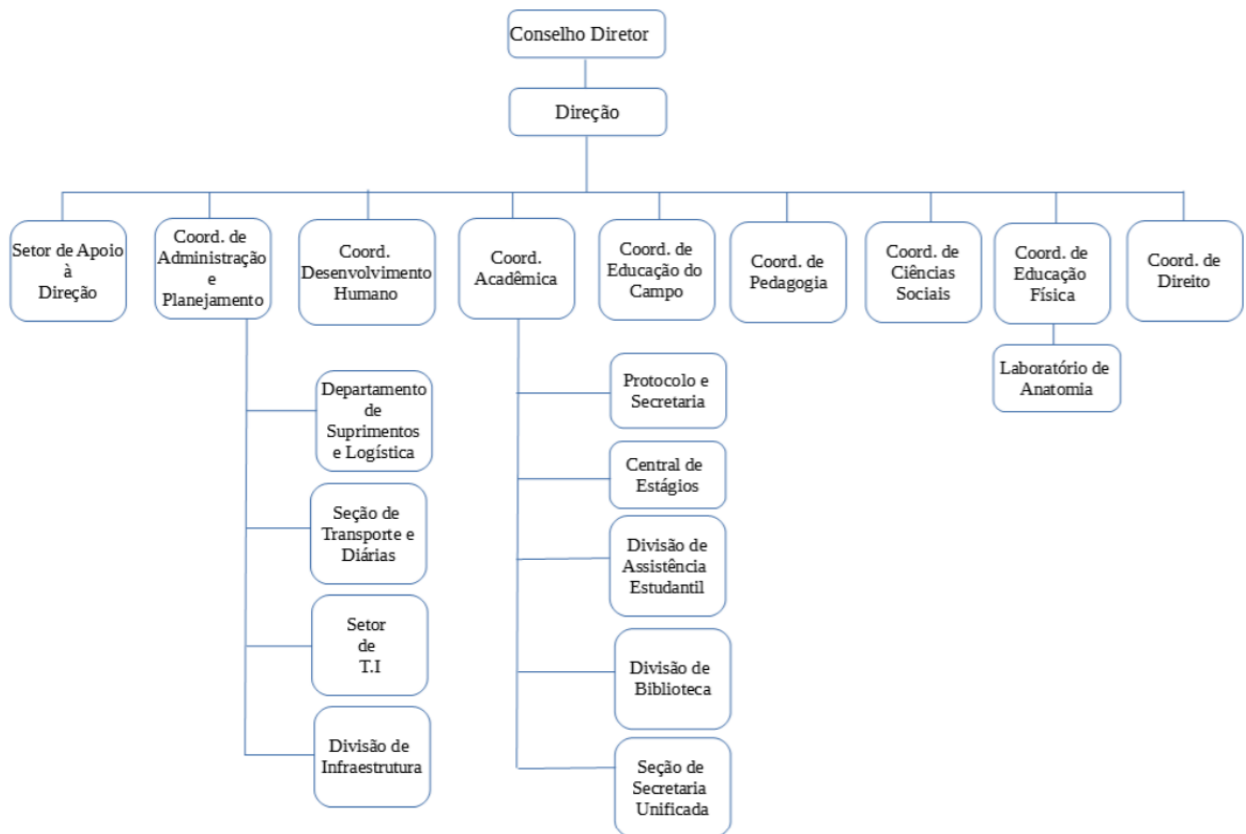 Conselho Diretor
Direção
Setor de Apoio
à
Direção
Coord. de
Administração
e
Planejamento
Coord.
Desenvolvimento
Humano
Coord.
Acadêmica
Coord. de
Educação do
Campo
Coord. de
Pedagogia
Coord. de
Ciências
Sociais
Coord. de
Educação
Física
Coord. de
Direito
Laboratório de
Anatomia
Departamento
de
Suprimentos
e Logística
Seção de
Transporte e
Diárias
Setor
de
T.I
Divisão de
Infraestrutura
Protocolo e
Secretaria
Central de
Estágios
Divisão de
Assistência
Estudantil
Divisão de
Biblioteca
Seção de
Secretaria
Unificada